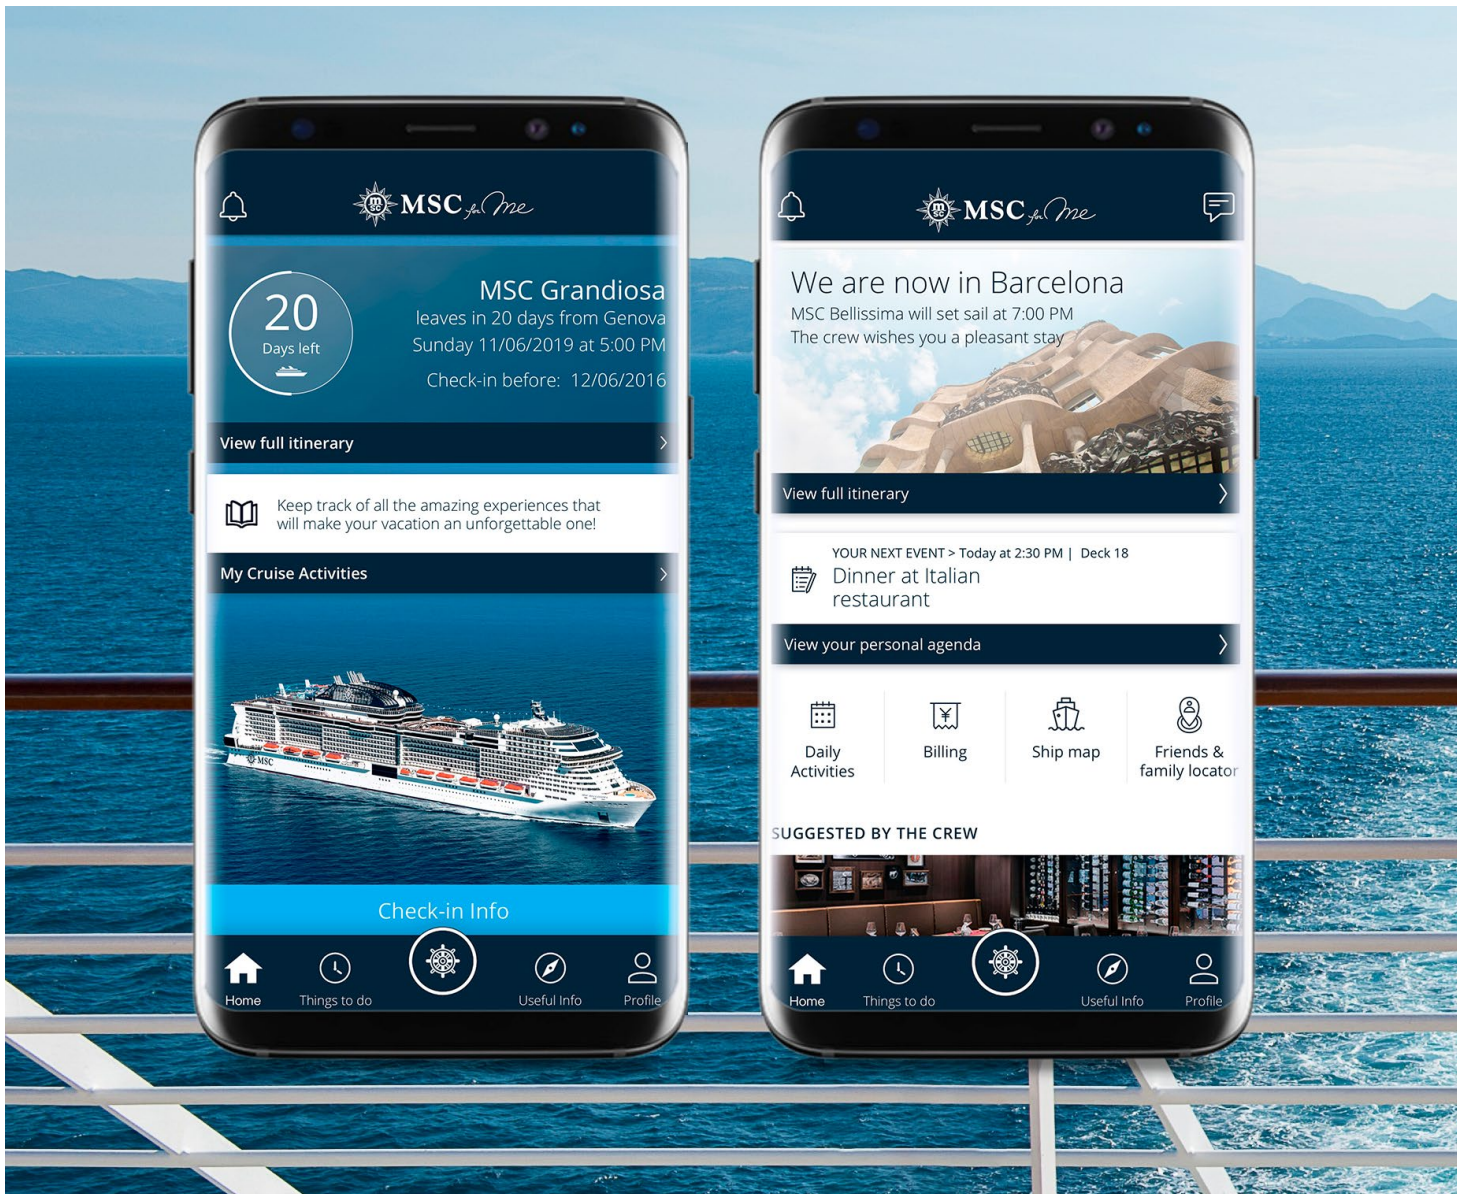 MSC for Me
20
Days left
MSC Grandiosa
leaves in 20 days from Genova
Sunday 11/06/2019 at 5:00 PM
Check-in before: 12/06/2016
View full itinerary
Keep track of all the amazing experiences that
will make your vacation an unforgettable one!
My Cruise Activities
MSC
Check-in Info
Home
Things to do
Useful Info
Profile
MSC for Me
We are now in Barcelona
MSC Bellissima will set sail at 7:00 PM
The crew wishes you a pleasant stay
View full itinerary
YOUR NEXT EVENT > Today at 2:30 PM | Deck 18
Dinner at Italian
restaurant
View your personal agenda
Daily
Activities
Billing
Ship map
Friends &
family locator
SUGGESTED BY THE CREW
Home
Things to do
Useful Info
Profile